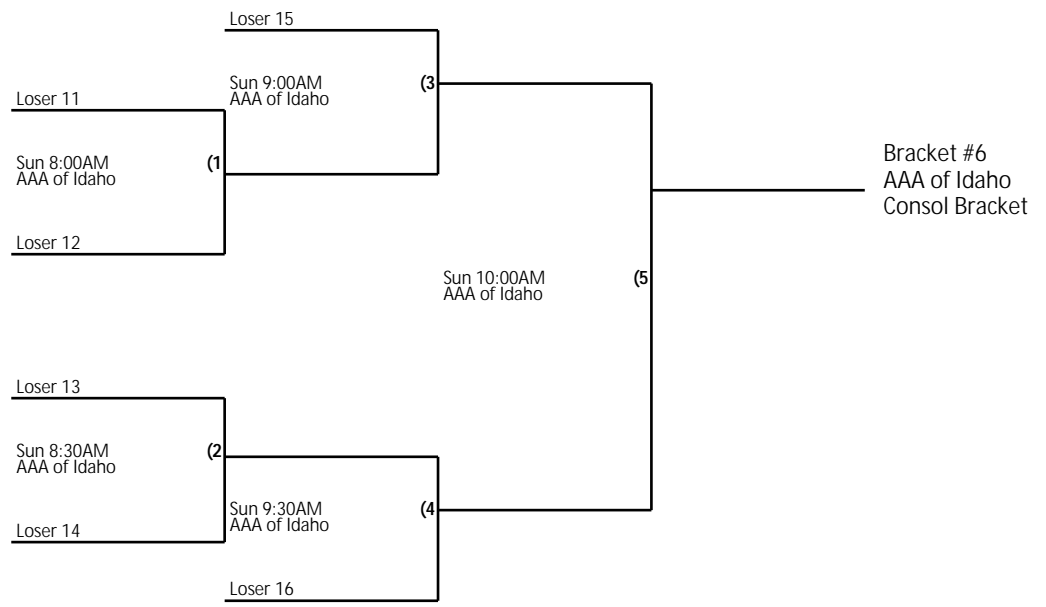 Loser 15
Sun 9:00AM
AAA of Idaho
(3
Loser 11
Sun 8:00AM
AAA of Idaho
(1
Loser 12
Bracket #6
AAA of Idaho
Consol Bracket
Sun 10:00AM
AAA of Idaho
(5
Loser 13
Sun 8:30AM
AAA of Idaho
(2
Loser 14
Sun 9:30AM
AAA of Idaho
(4
Loser 16